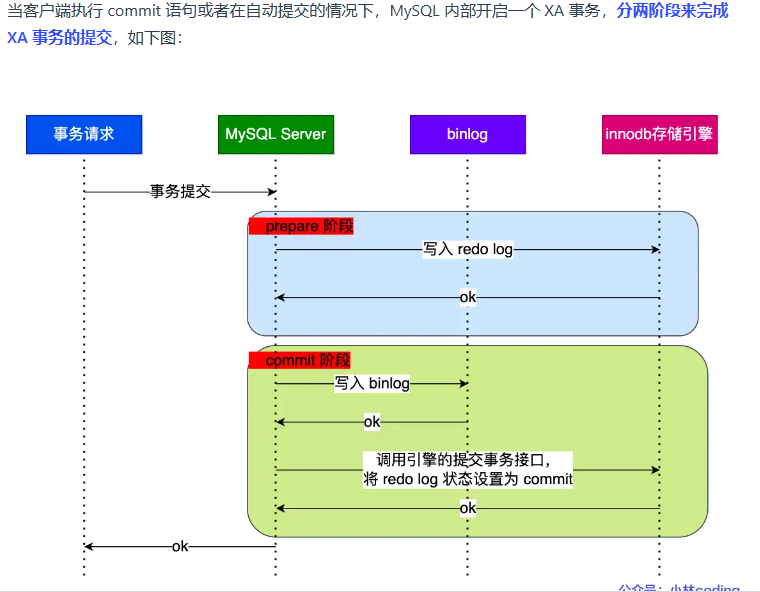 当客户端执行 commit 语句或者在自动提交的情况下，MySQL 内部开启一个 XA 事务，分两阶段来完成
XA 事务的提交，如下图：
事务请求
MySQL Server
binlog
innodb存储引擎
事务提交
prepare 阶段
写入 redo log
ok
commit 阶段
写入 binlog
ok
调用引擎的提交事务接口，
将 redo log 状态设置为 commit
ok
ok
公众号：小林coding